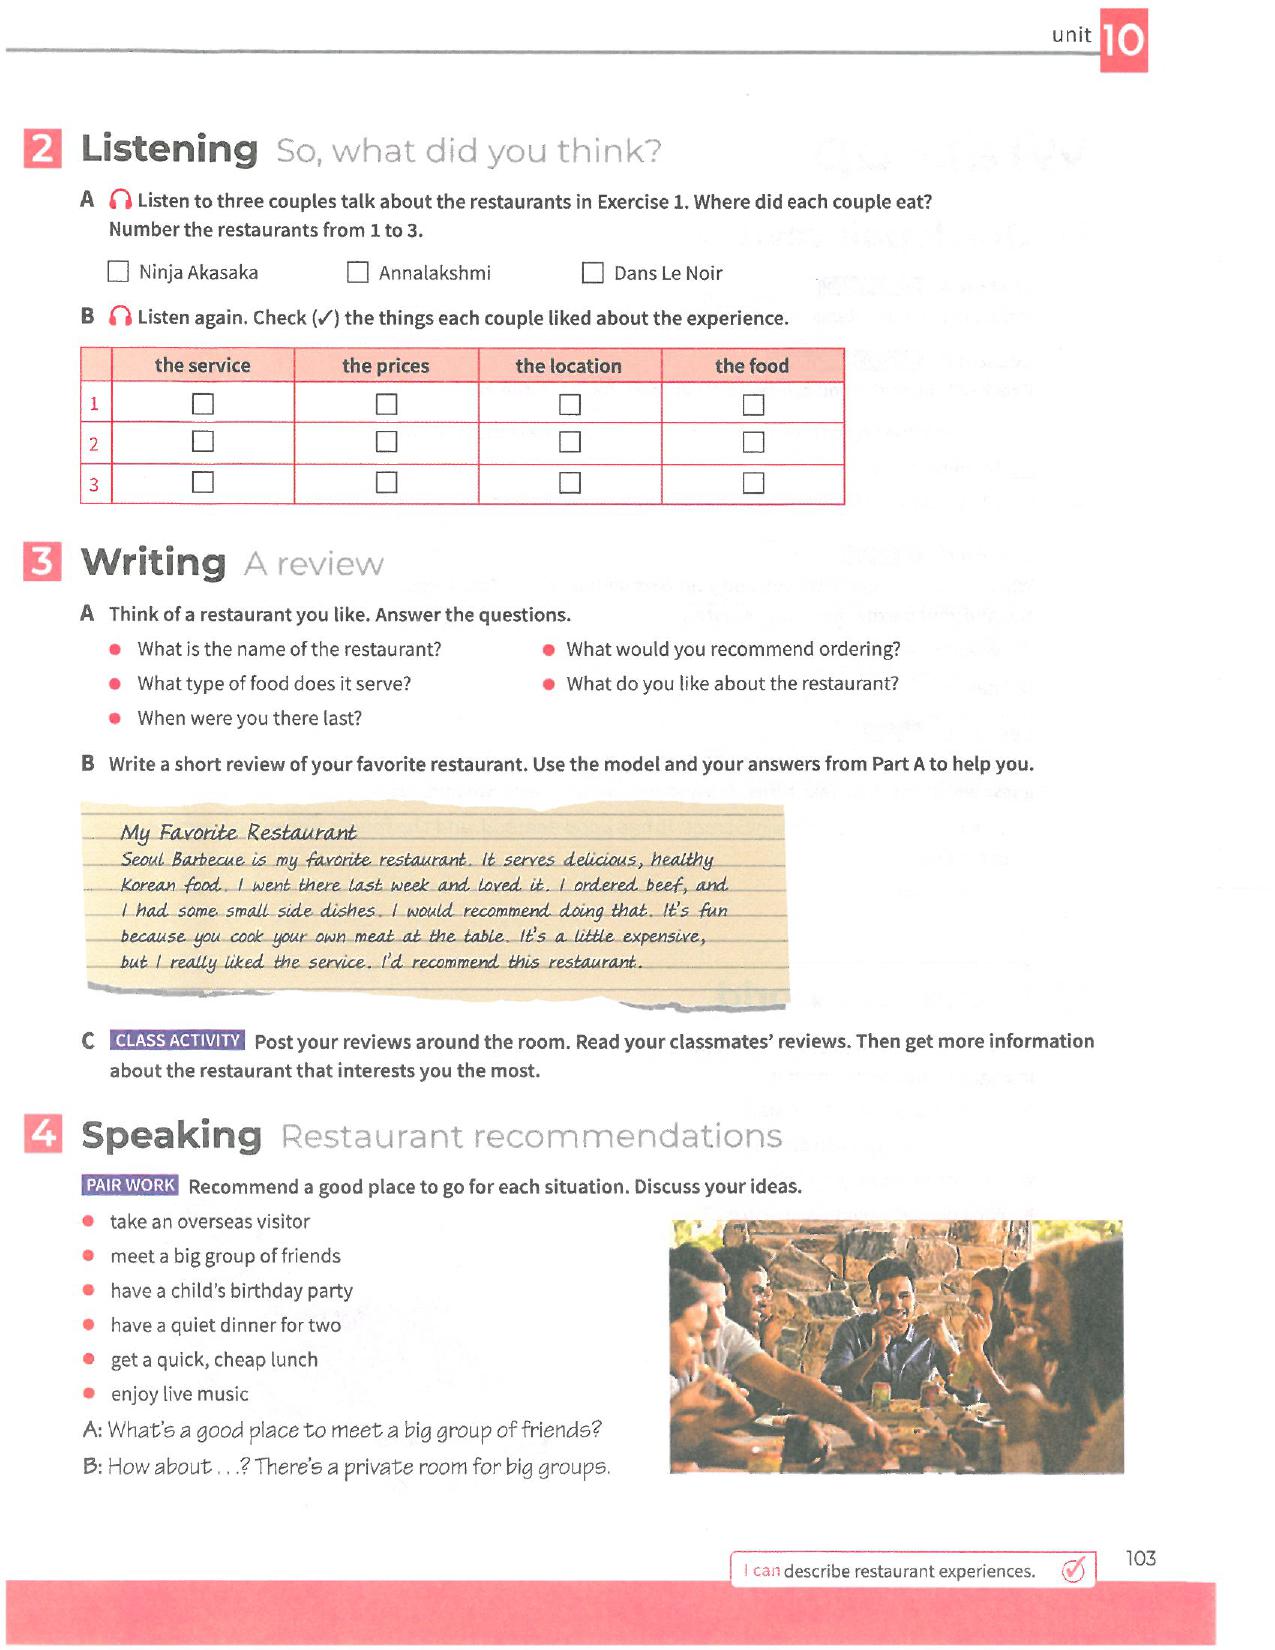 unit 10
2 Listening So, what did you think?
A Listen to three couples talk about the restaurants in Exercise 1. Where did each couple eat?
Number the restaurants from 1 to 3.
Ninja Akasaka Annalakshmi Dans Le Noir
B Listen again. Check (✓) the things each couple liked about the experience.
the service the prices the location the food
1
2
3
3 Writing A review
A Think of a restaurant you like. Answer the questions.
• What is the name of the restaurant? • What would you recommend ordering?
• What type of food does it serve? • What do you like about the restaurant?
• When were you there last?
B Write a short review of your favorite restaurant. Use the model and your answers from Part A to help you.
My Favorite Restaurant
Seoul Barbecue is my favorite restaurant. It serves delicious, healthy
Korean food. I went there last week and loved it. I ordered beef, and
I had some small side dishes. I would recommend doing that. It's fun
because you cook your own meat at the table. It's a little expensive,
but I really liked the service. I'd recommend this restaurant.
C CLASS ACTIVITY Post your reviews around the room. Read your classmates' reviews. Then get more information
about the restaurant that interests you the most.
4 Speaking Restaurant recommendations
PAIR WORK Recommend a good place to go for each situation. Discuss your ideas.
• take an overseas visitor
• meet a big group of friends
• have a child's birthday party
• have a quiet dinner for two
• get a quick, cheap lunch
• enjoy live music
A: What's a good place to meet a big group of friends?
B: How about . . .? There's a private room for big groups.
I can describe restaurant experiences.
103